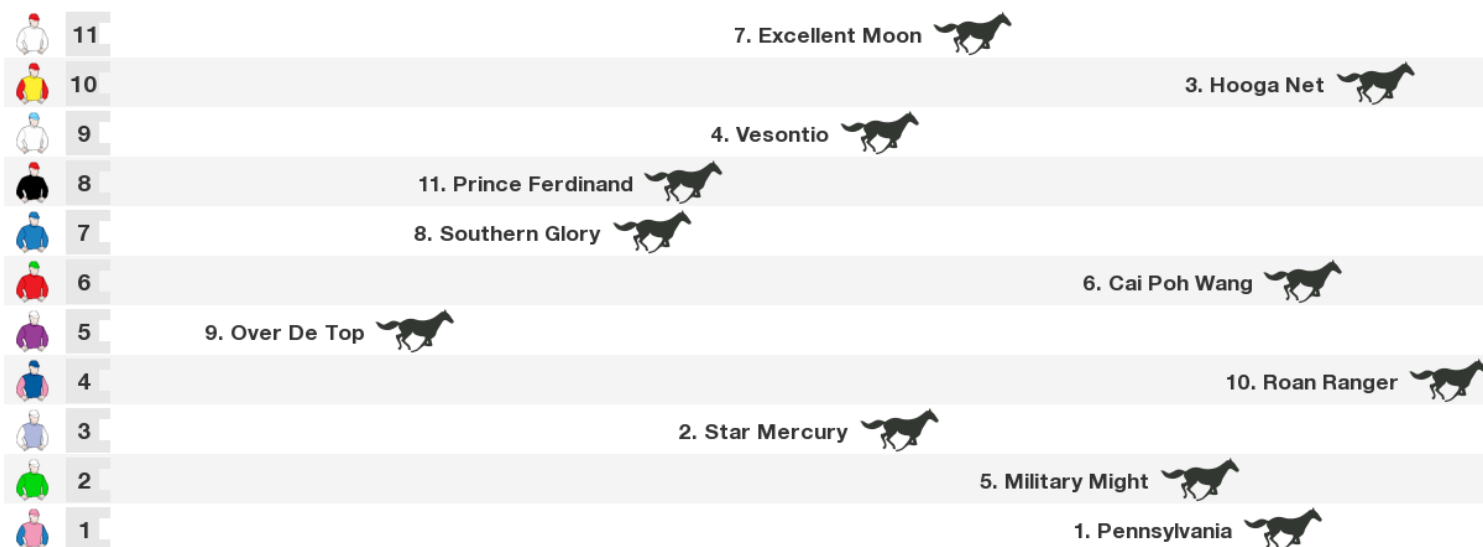 11 7. Excellent Moon
10 3. Hooga Net
9 4. Vesontio
8 11. Prince Ferdinand
7 8. Southern Glory
6 6. Cai Poh Wang
5 9. Over De Top
4 10. Roan Ranger
3 2. Star Mercury
2 5. Military Might
1 1. Pennsylvania